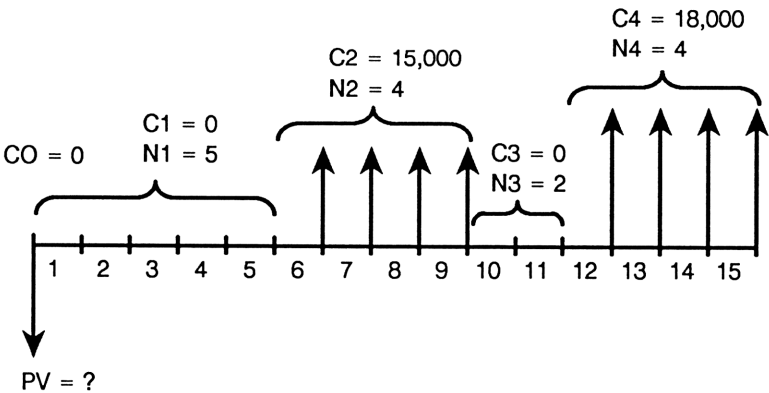 C4 = 18,000
N4 = 4
C2 = 15,000
N2 = 4
C1 = 0
N1 = 5
CO = 0
C3 = 0
N3 = 2
1 2 3 4 5 6 7 8 9 10 11 12 13 14 15
PV = ?